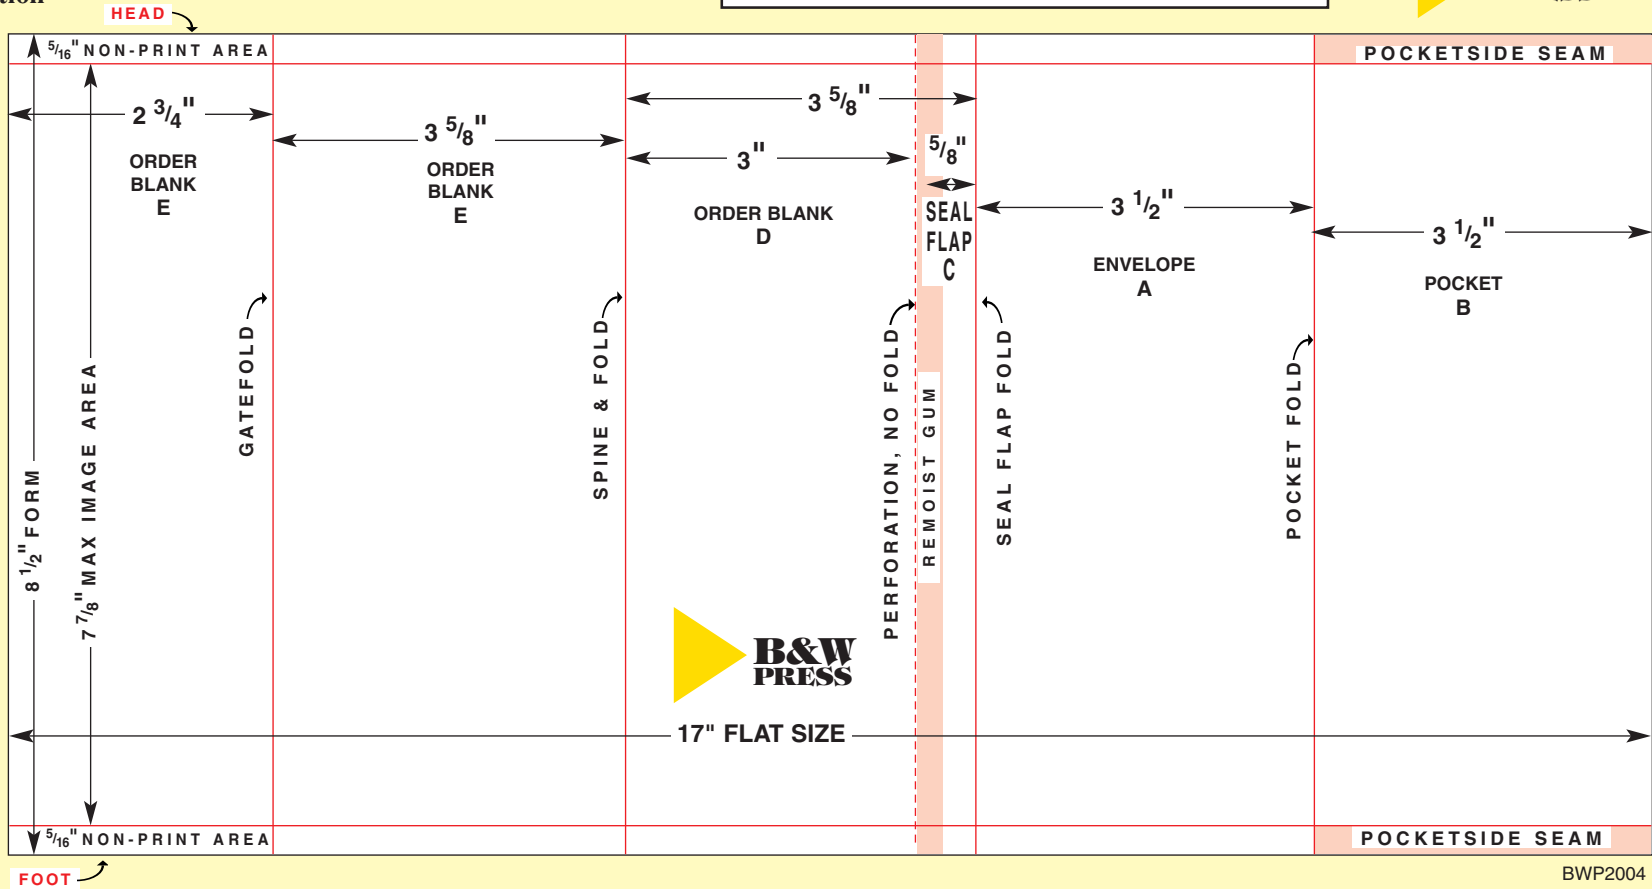 HEAD
5/16" NON-PRINT AREA
POCKETSIDE SEAM
2 3/4"
ORDER
BLANK
E
3 5/8"
ORDER
BLANK
E
3 5/8"
3"
ORDER BLANK
D
5/8"
SEAL
FLAP
C
3 1/2"
ENVELOPE
A
3 1/2"
POCKET
B
8 1/2" FORM
7 7/8" MAX IMAGE AREA
GATEFOLD
SPINE & FOLD
PERFORATION, NO FOLD
REMOIST GUM
SEAL FLAP FOLD
POCKET FOLD
B&W
PRESS
17" FLAT SIZE
5/16" NON-PRINT AREA
POCKETSIDE SEAM
FOOT
BWP2004